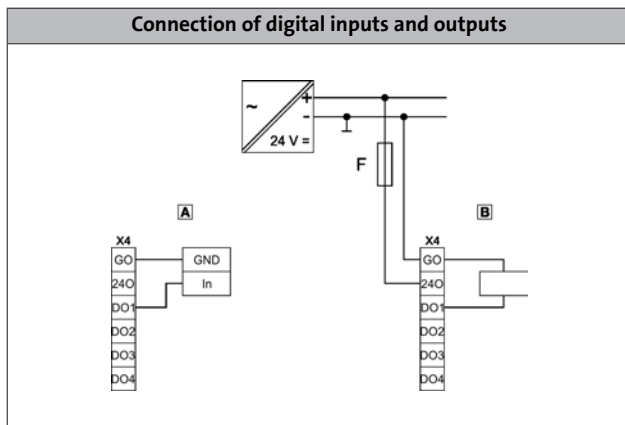 Connection of digital inputs and outputs
~
+
-
24 V =
F
A
B
X4
GO
24O
DO1
DO2
DO3
DO4
GND
In
X4
GO
24O
DO1
DO2
DO3
DO4